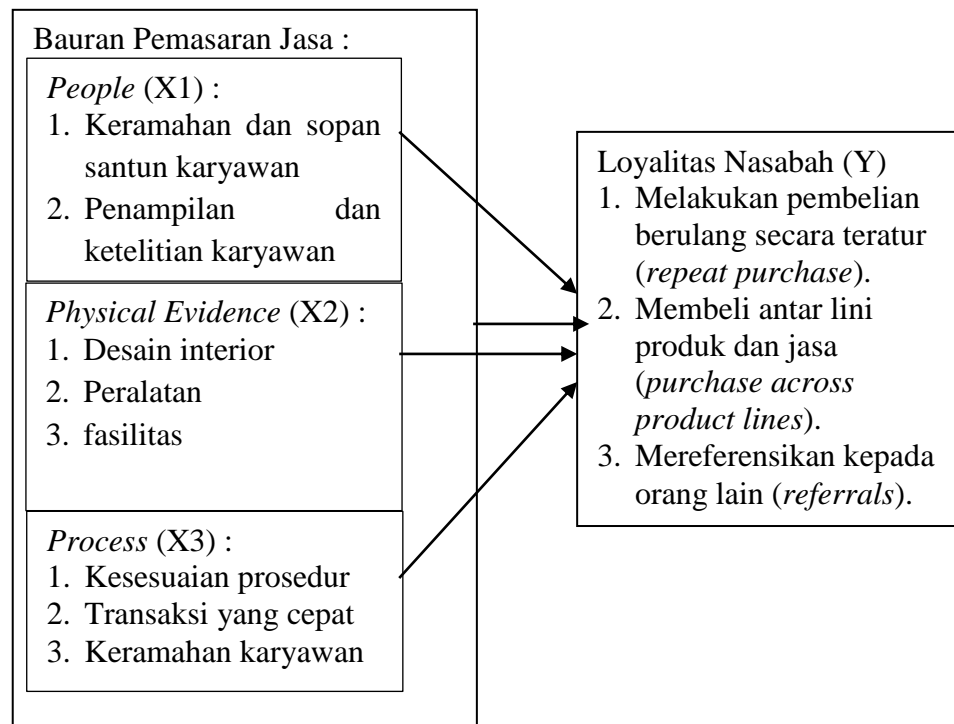 Bauran Pemasaran Jasa :
People (X1) :
1. Keramahan dan sopan
santun karyawan
2. Penampilan dan
ketelitian karyawan
Physical Evidence (X2) :
1. Desain interior
2. Peralatan
3. fasilitas
Process (X3) :
1. Kesesuaian prosedur
2. Transaksi yang cepat
3. Keramahan karyawan
Loyalitas Nasabah (Y)
1. Melakukan pembelian
berulang secara teratur
(repeat purchase).
2. Membeli antar lini
produk dan jasa
(purchase across
product lines).
3. Mereferensikan kepada
orang lain (referrals).